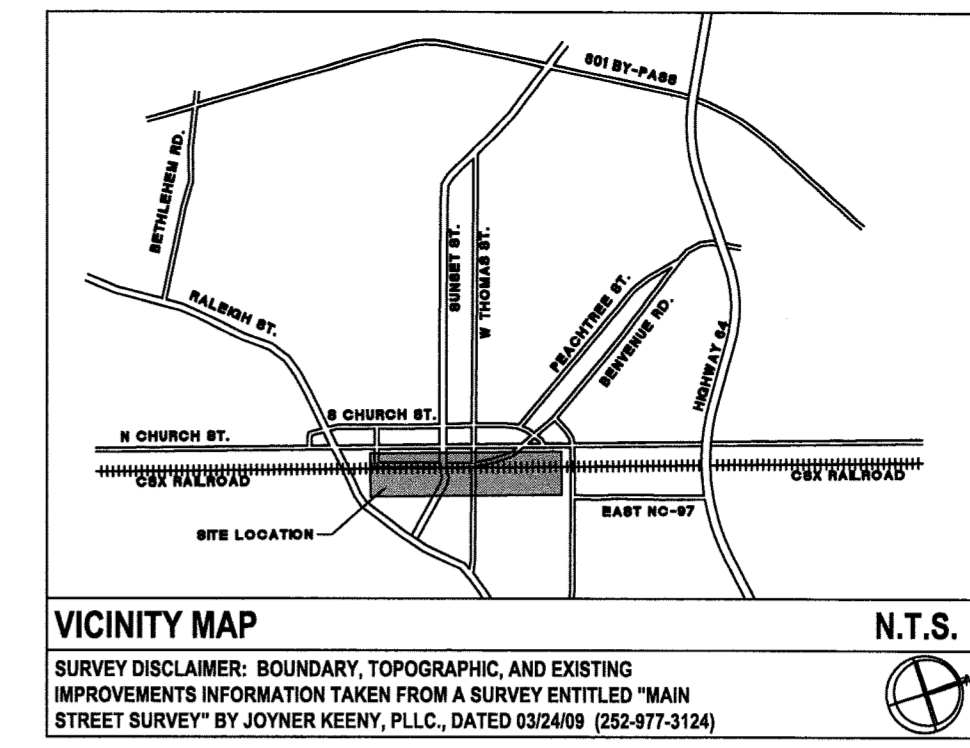 801 BY-PASS
BETHLEHEM RD.
SUNSET ST.
W THOMAS ST.
RALEIGH ST.
PEACHTREE ST.
BENVENUE RD.
HIGHWAY 64
S CHURCH ST.
N CHURCH ST.
CSX RAILROAD
CSX RAILROAD
SITE LOCATION
EAST NC-97
VICINITY MAP
N.T.S.
SURVEY DISCLAIMER: BOUNDARY, TOPOGRAPHIC, AND EXISTING
IMPROVEMENTS INFORMATION TAKEN FROM A SURVEY ENTITLED "MAIN
STREET SURVEY" BY JOYNER KEENY, PLLC., DATED 03/24/09 (252-977-3124)
N